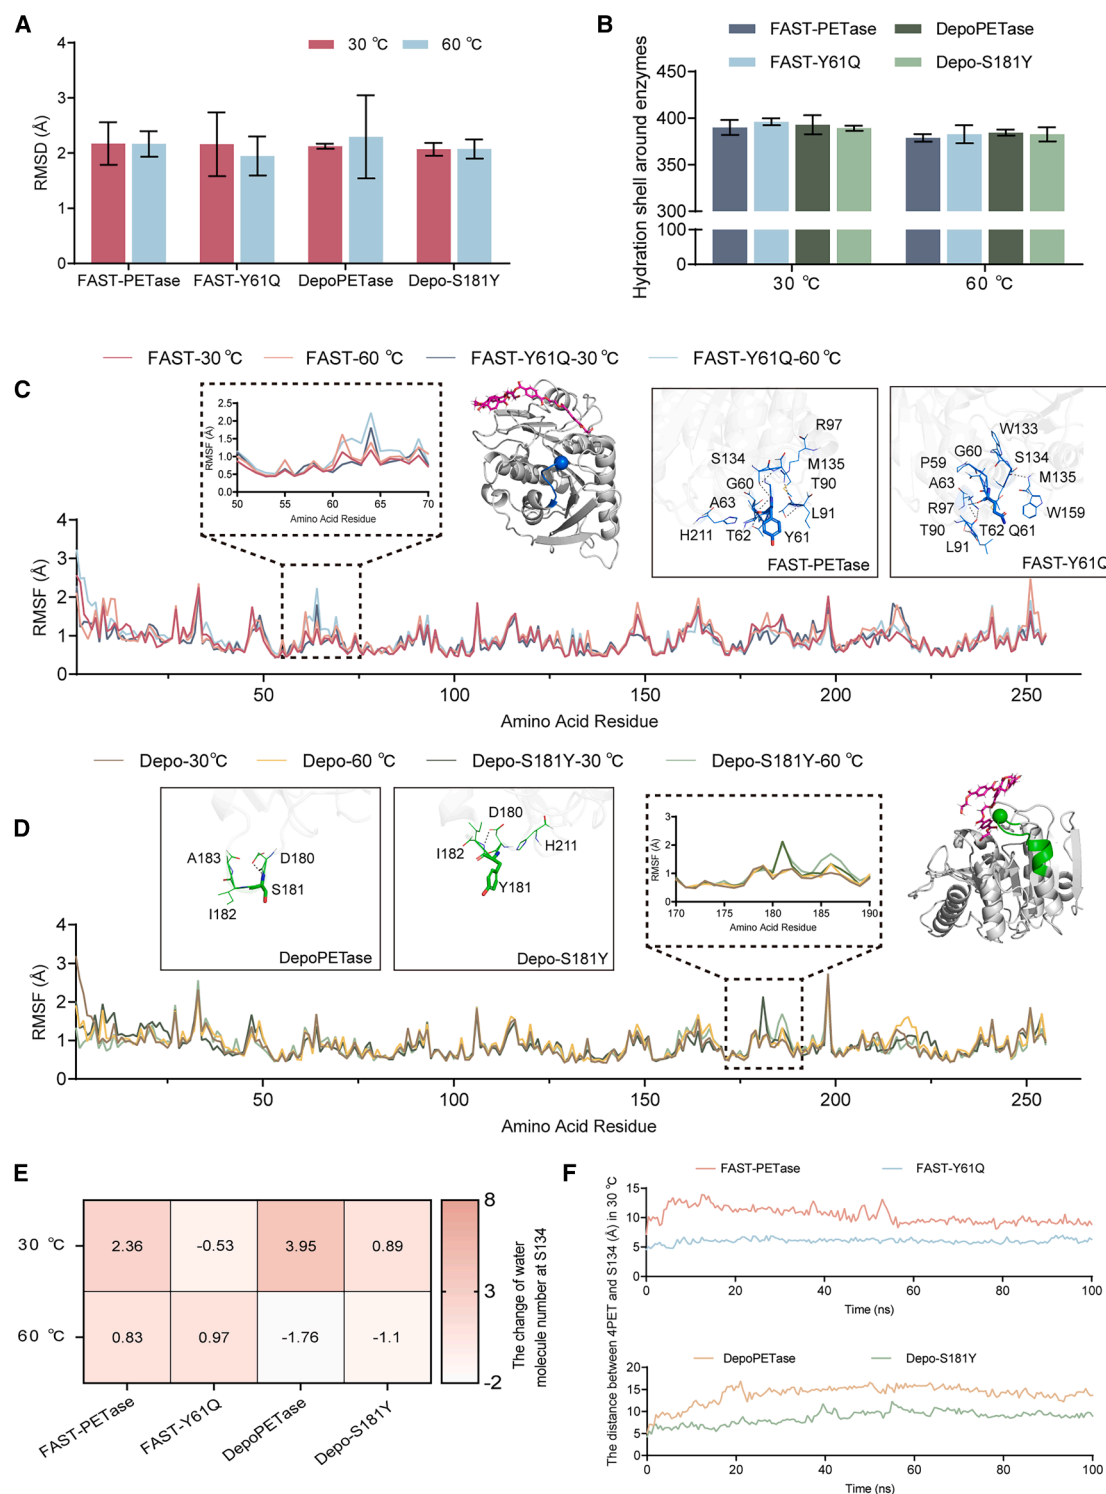 A
30 °C
60 °C
RMSD (Å)
4
3
2
1
0
FAST-PETase
FAST-Y61Q
DepoPETase
Depo-S181Y
B
FAST-PETase
DepoPETase
FAST-Y61Q
Depo-S181Y
Hydration shell around enzymes
450
400
350
300
100
0
30 °C
60 °C
FAST-30 °C
FAST-60 °C
FAST-Y61Q-30 °C
FAST-Y61Q-60 °C
C
RMSF (Å)
2.5
2.0
1.5
1.0
0.5
0.0
50
55
60
65
70
Amino Acid Residue
R97
S134
M135
G60
T90
A63
L91
H211
T62
Y61
FAST-PETase
W133
G60
S134
P59
A63
M135
R97
W159
T90
T62
Q61
L91
FAST-Y61Q
RMSF (Å)
4
3
2
1
0
50
100
150
200
250
Amino Acid Residue
Depo-30°C
Depo-60 °C
Depo-S181Y-30 °C
Depo-S181Y-60 °C
D
A183
D180
S181
I182
DepoPETase
D180
I182
H211
Y181
Depo-S181Y
RMSF (Å)
3
2
1
0
170
175
180
185
190
Amino Acid Residue
RMSF (Å)
4
3
2
1
0
50
100
150
200
250
Amino Acid Residue
E
30 °C
2.36
-0.53
3.95
0.89
60 °C
0.83
0.97
-1.76
-1.1
FAST-PETase
FAST-Y61Q
DepoPETase
Depo-S181Y
8
3
-2
The change of water
molecule number at S134
F
FAST-PETase
FAST-Y61Q
The distance between 4PET and S134 (Å) in 30 °C
15
10
5
0
0
20
40
60
80
100
Time (ns)
DepoPETase
Depo-S181Y
20
15
10
5
0
0
20
40
60
80
100
Time (ns)